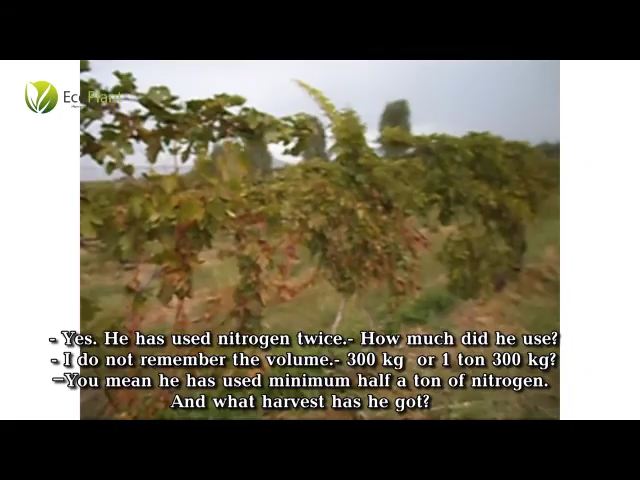 Eco Plant
- Yes. He has used nitrogen twice.- How much did he use?
- I do not remember the volume.- 300 kg or 1 ton 300 kg?
-You mean he has used minimum half a ton of nitrogen.
And what harvest has he got?